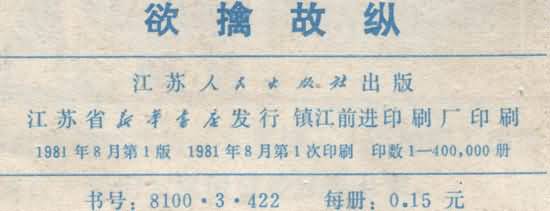 欲擒故纵
江苏人民出版社出版
江苏省新华书店发行 镇江前进印刷厂印刷
1981年8月第1版 1981年8月第1次印刷 印数1—400,000册
书号：8100·3·422 每册：0.15元